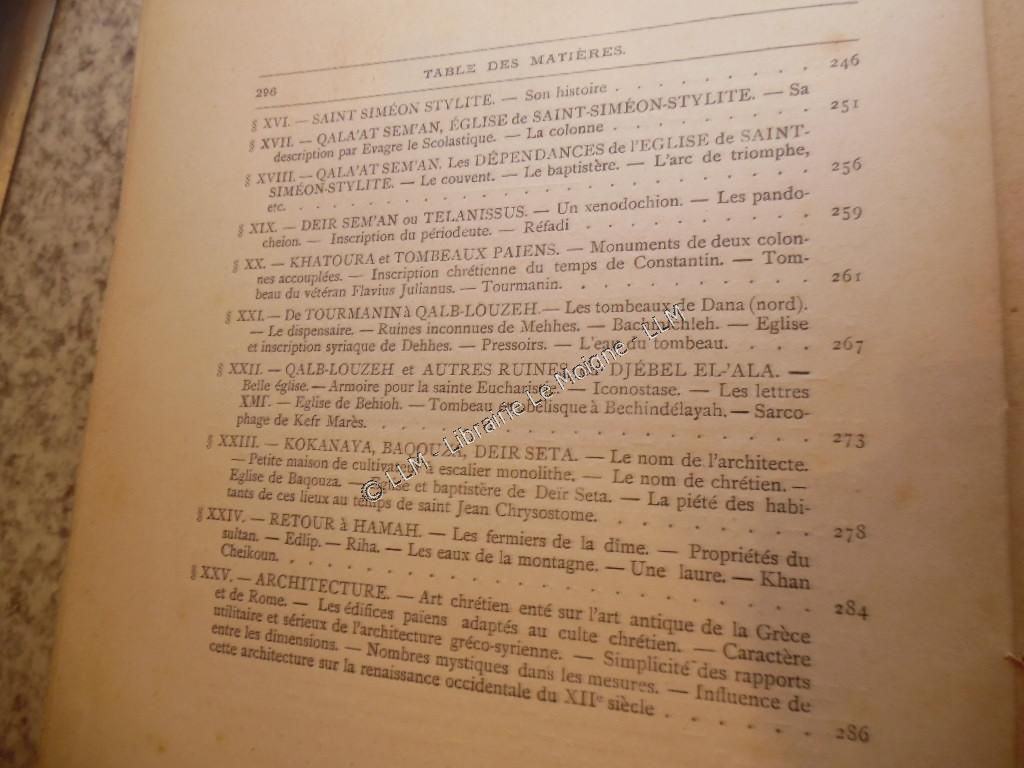 TABLE DES MATIÈRES.
296
§ XVI. — SAINT SIMÉON STYLITE. — Son histoire . . . . . . . 246
§ XVII. — QALA'AT SEM'AN, ÉGLISE de SAINT-SIMÉON-STYLITE. — Sa
description par Evagre le Scolastique. — La colonne . . . . . . . 251
§ XVIII. — QALA'AT SEM'AN. Les DÉPENDANCES de l'EGLISE de SAINT-
SIMÉON-STYLITE. — Le couvent. — Le baptistère. — L'arc de triomphe,
etc. . . . . . . . . . . . . . . . . 256
§ XIX. — DEIR SEM'AN ou TELANISSUS. — Un xenodochion. — Les pando-
cheion. — Inscription du périodeute. — Réfadi . . . . . . . . 259
§ XX. — KHATOURA et TOMBEAUX PAIENS. — Monuments de deux colon-
nes accouplées. — Inscription chrétienne du temps de Constantin. — Tom-
beau du vétéran Flavius Julianus. — Tourmanin. . . . . . . . . 261
§ XXI. — De TOURMANIN à QALB-LOUZEH. — Les tombeaux de Dana (nord).
— Le dispensaire. — Ruines inconnues de Mehhes. — — Eglise
et inscription syriaque de Dehhes. — Pressoirs. — L'eau du tombeau. . . . 267
§ XXII. — QALB-LOUZEH et AUTRES RUINES DJÉBEL EL-'ALA. —
Belle église. — Armoire pour la sainte Eucharistie. — Iconostase. — Les lettres
XMΓ. — Eglise de Behioh. — Tombeau à Bechindélayah. — Sarco-
phage de Kefr Marès. . . . . . . . . . . . . . . 273
§ XXIII. — KOKANAYA, BAQOUZA, DEIR SETA. — Le nom de l'architecte.
— Petite maison de cultivateur à escalier monolithe. — Le nom de chrétien. —
Eglise de Baqouza. — Eglise et baptistère de Deir Seta. — La piété des habi-
tants de ces lieux au temps de saint Jean Chrysostome. . . . . . . . 278
§ XXIV. — RETOUR à HAMAH. — Les fermiers de la dîme. — Propriétés du
sultan. — Edlip. — Riha. — Les eaux de la montagne. — Une laure. — Khan
Cheikoun. . . . . . . . . . . . . . . . . 284
§ XXV. — ARCHITECTURE. — Art chrétien enté sur l'art antique de la Grèce
et de Rome. — Les édifices païens adaptés au culte chrétien. — Caractère
utilitaire et sérieux de l'architecture gréco-syrienne. — Simplicité des rapports
entre les dimensions. — Nombres mystiques dans les mesures. — Influence de
cette architecture sur la renaissance occidentale du XIIe siècle . . . . . . 286
© LLM - Librairie Le Moigne - LLM